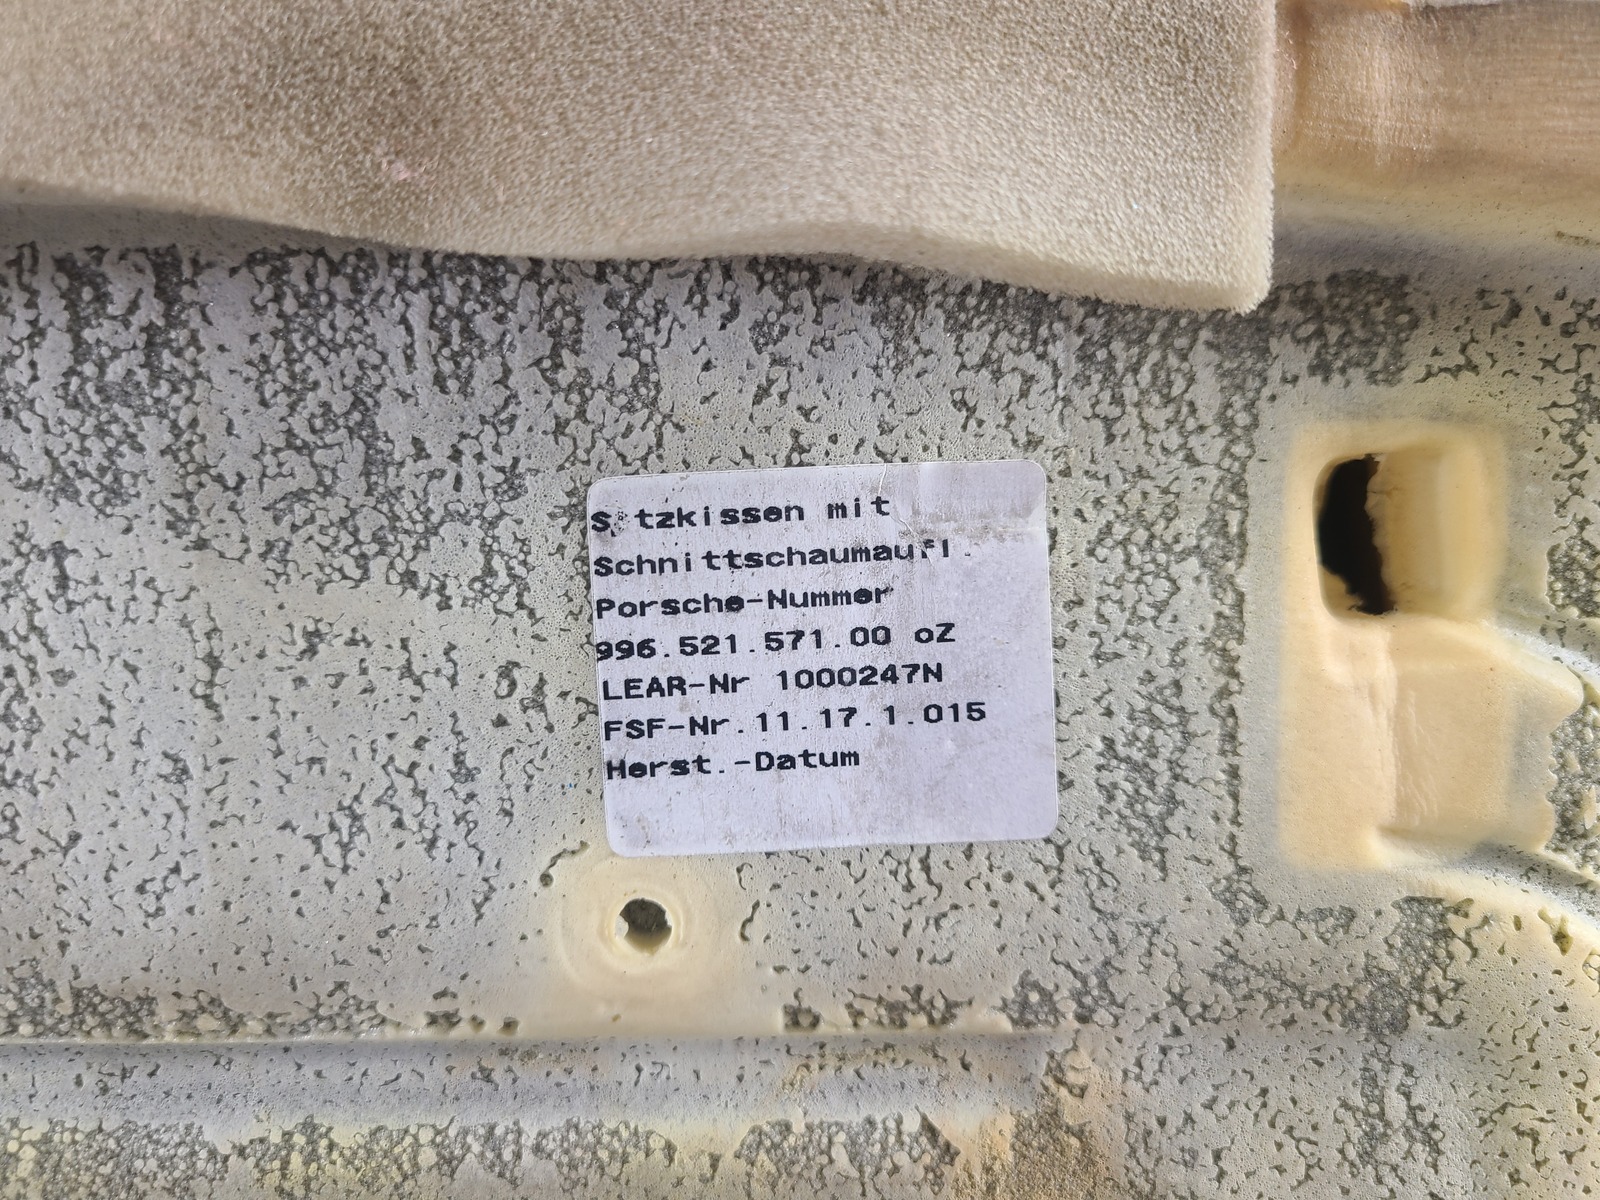 Sitzkissen mit
Schnittschaumaufl.
Porsche-Nummer
996.521.571.00 oZ
LEAR-Nr 1000247N
FSF-Nr.11.17.1.015
Herst.-Datum